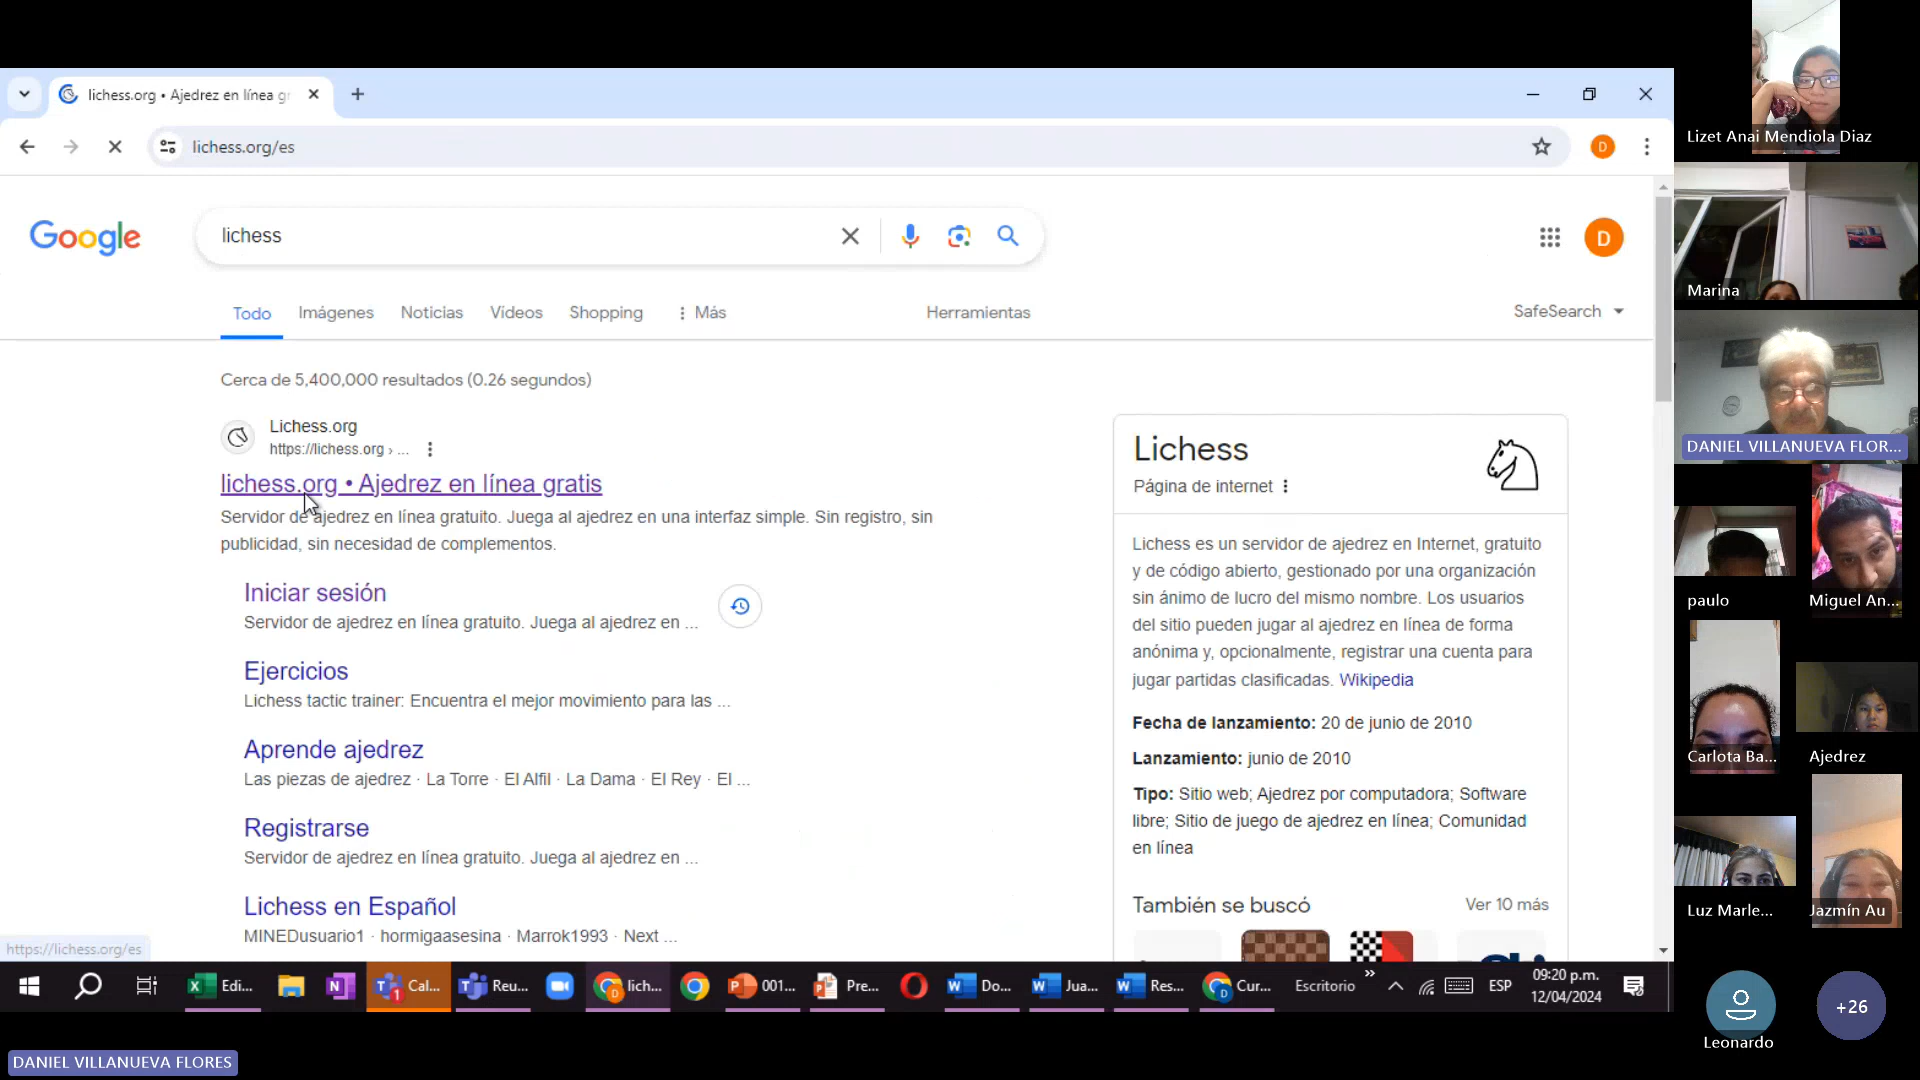 lichess.org • Ajedrez en línea gr
lichess.org/es
D
Google
lichess
D
Todo
Imágenes
Noticias
Videos
Shopping
Más
Herramientas
SafeSearch
Cerca de 5,400,000 resultados (0.26 segundos)
Lichess.org
https://lichess.org › ...
lichess.org • Ajedrez en línea gratis
Servidor de ajedrez en línea gratuito. Juega al ajedrez en una interfaz simple. Sin registro, sin
publicidad, sin necesidad de complementos.
Iniciar sesión
Servidor de ajedrez en línea gratuito. Juega al ajedrez en ...
Ejercicios
Lichess tactic trainer: Encuentra el mejor movimiento para las ...
Aprende ajedrez
Las piezas de ajedrez · La Torre · El Alfil · La Dama · El Rey · El ...
Registrarse
Servidor de ajedrez en línea gratuito. Juega al ajedrez en ...
Lichess en Español
MINEDusuario1 · hormigaasesina · Marrok1993 · Next ...
https://lichess.org/es
Lichess
Página de internet
Lichess es un servidor de ajedrez en Internet, gratuito
y de código abierto, gestionado por una organización
sin ánimo de lucro del mismo nombre. Los usuarios
del sitio pueden jugar al ajedrez en línea de forma
anónima y, opcionalmente, registrar una cuenta para
jugar partidas clasificadas. Wikipedia
Fecha de lanzamiento: 20 de junio de 2010
Lanzamiento: junio de 2010
Tipo: Sitio web; Ajedrez por computadora; Software
libre; Sitio de juego de ajedrez en línea; Comunidad
en línea
También se buscó
Ver 10 más
Edi...
Cal...
1
Reu...
lich...
001...
Pre...
Do...
Jua...
Res...
Cur...
Escritorio
ESP
09:20 p.m.
12/04/2024
DANIEL VILLANUEVA FLORES
Lizet Anai Mendiola Diaz
Marina
DANIEL VILLANUEVA FLOR...
paulo
Miguel An...
Carlota Ba...
Ajedrez
Luz Marle...
Jazmín Au
Leonardo
+26